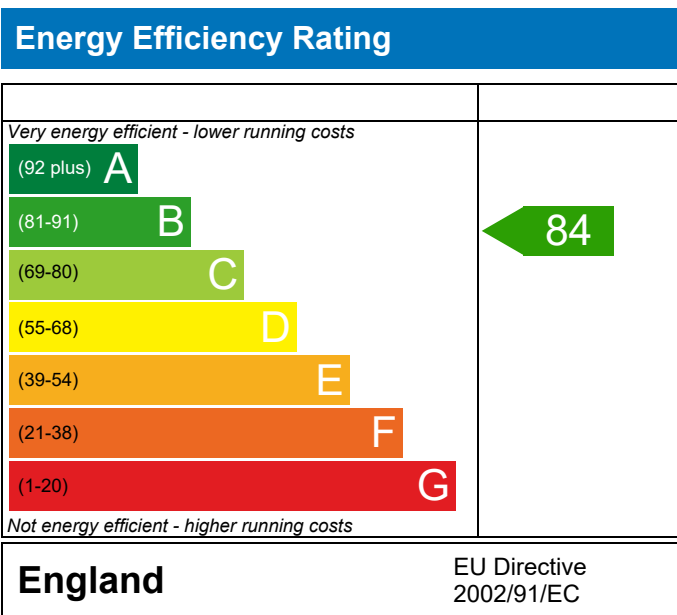 Energy Efficiency Rating
Very energy efficient - lower running costs
(92 plus) A
(81-91) B
84
(69-80) C
(55-68) D
(39-54) E
(21-38) F
(1-20) G
Not energy efficient - higher running costs
England
EU Directive
2002/91/EC